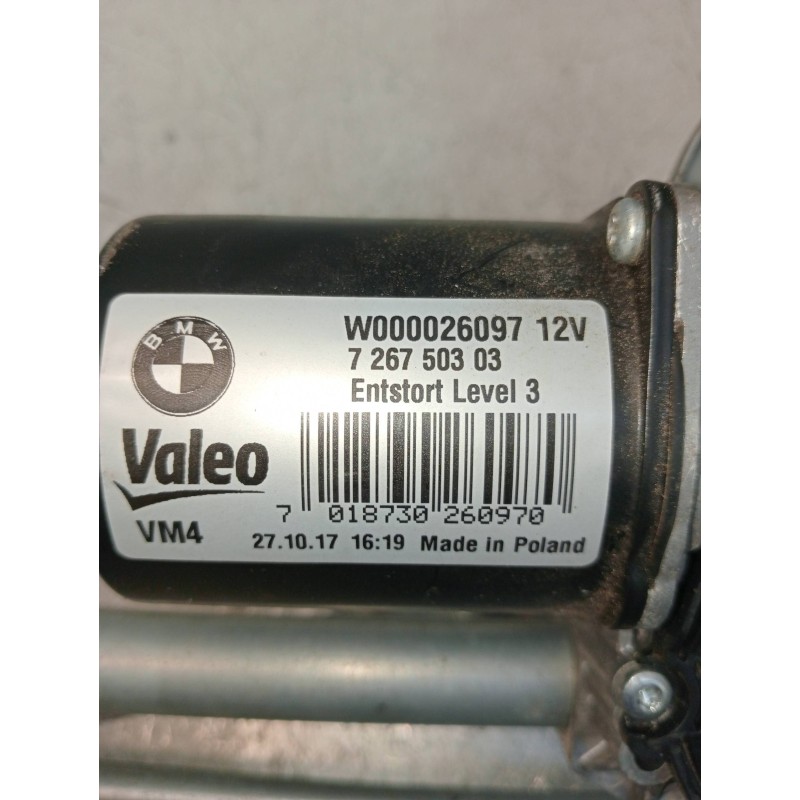 BMW
W000026097 12V
7 267 503 03
Entstort Level 3
Valeo
7 018730 260970
VM4
27.10.17 16:19 Made in Poland